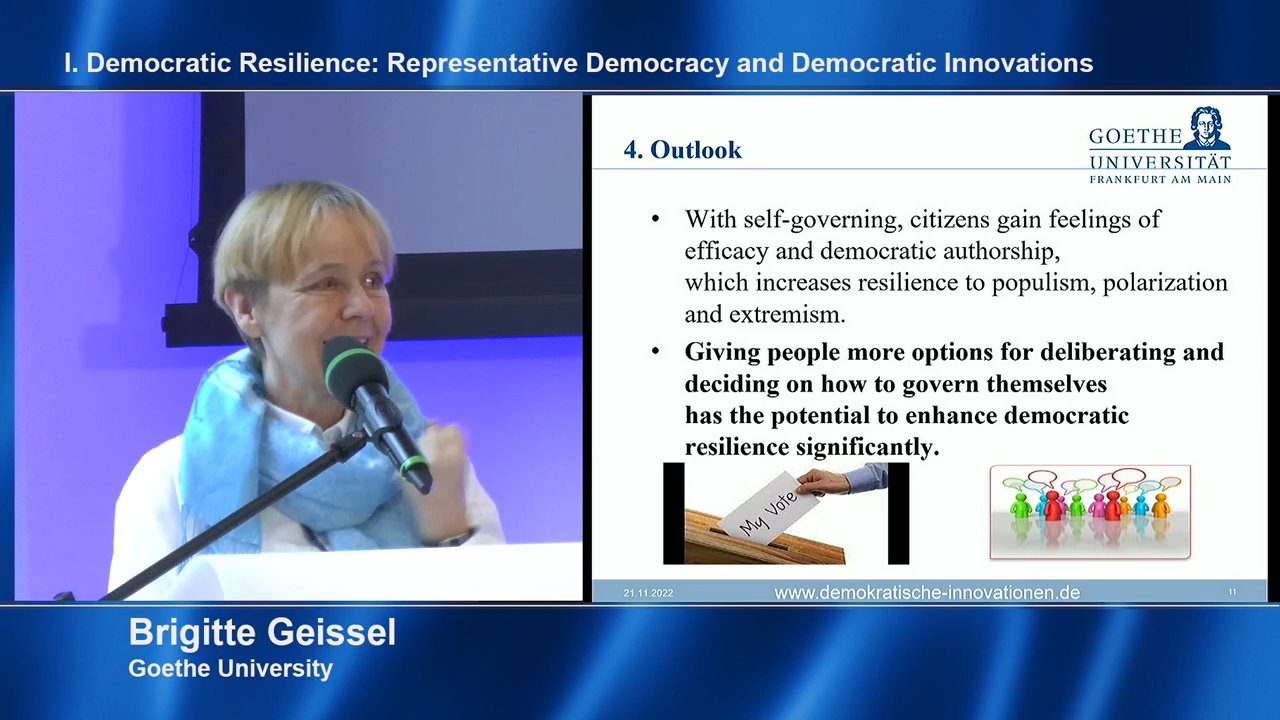 I. Democratic Resilience: Representative Democracy and Democratic Innovations
4. Outlook
GOETHE
UNIVERSITÄT
FRANKFURT AM MAIN
• With self-governing, citizens gain feelings of
efficacy and democratic authorship,
which increases resilience to populism, polarization
and extremism.
• Giving people more options for deliberating and
deciding on how to govern themselves
has the potential to enhance democratic
resilience significantly.
My Vote
21.11.2022
www.demokratische-innovationen.de
11
Brigitte Geissel
Goethe University